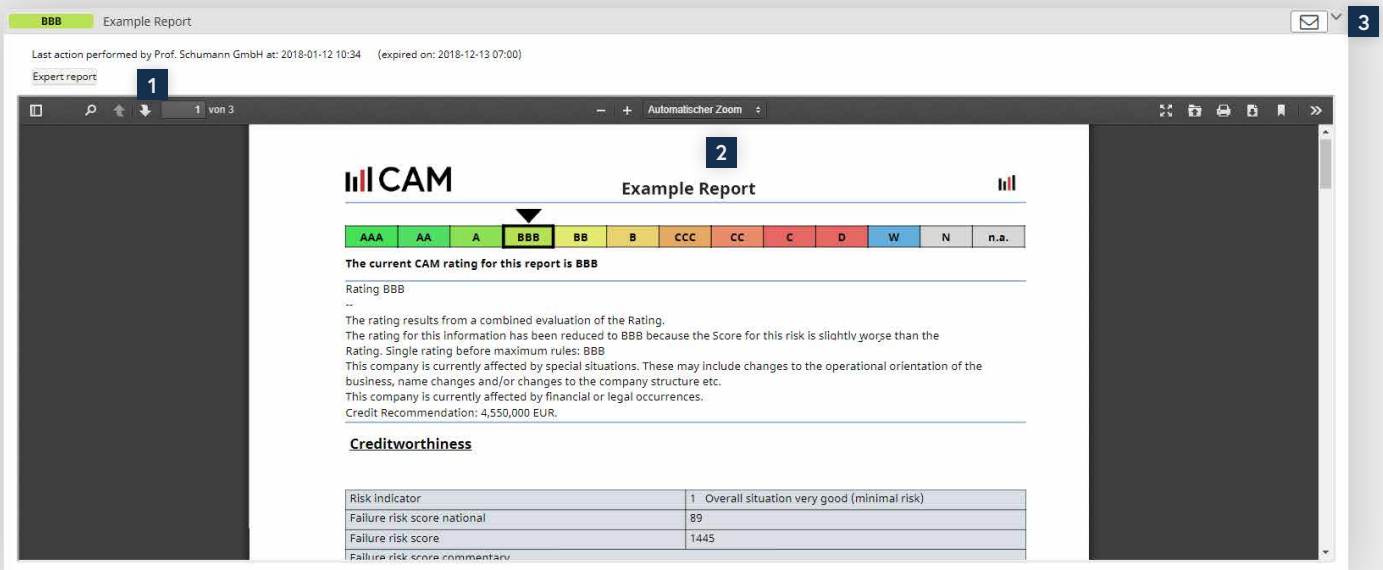 BBB Example Report 3
Last action performed by Prof. Schumann GmbH at: 2018-01-12 10:34 (expired on: 2018-12-13 07:00)
Expert report
1
1 von 3 Automatischer Zoom
2
CAM
Example Report
AAA AA A BBB BB B CCC CC C D W N n.a.
The current CAM rating for this report is BBB
Rating BBB
--
The rating results from a combined evaluation of the Rating.
The rating for this information has been reduced to BBB because the Score for this risk is slightly worse than the
Rating. Single rating before maximum rules: BBB
This company is currently affected by special situations. These may include changes to the operational orientation of the
business, name changes and/or changes to the company structure etc.
This company is currently affected by financial or legal occurrences.
Credit Recommendation: 4,550,000 EUR.
Creditworthiness
Risk indicator 1 Overall situation very good (minimal risk)
Failure risk score national 89
Failure risk score 1445
Failure risk score commentary